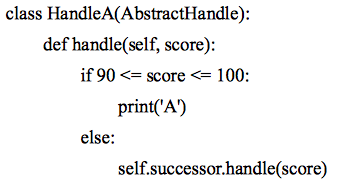 class HandleA(AbstractHandle):
    def handle(self, score):
        if 90 <= score <= 100:
            print('A')
        else:
            self.successor.handle(score)